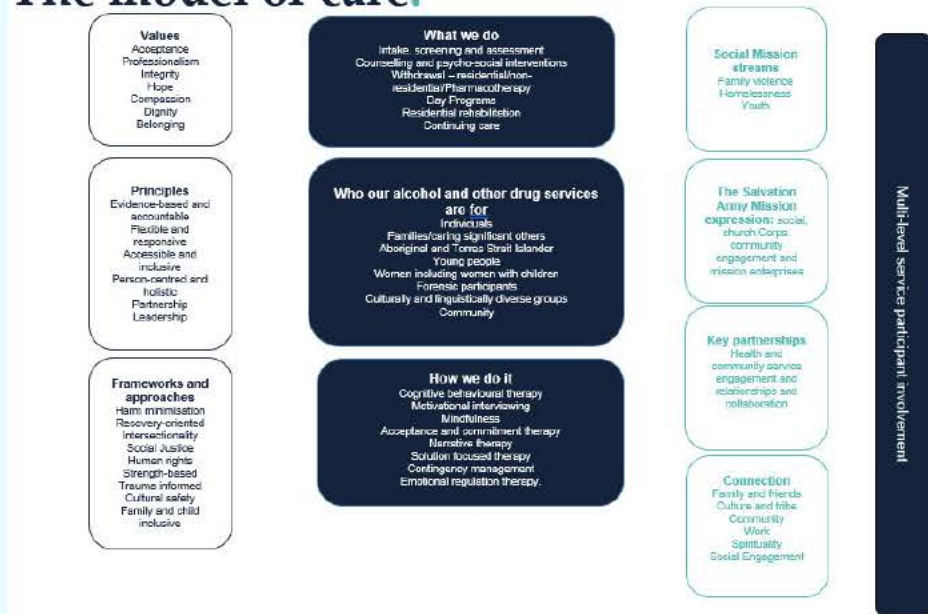 The model of care.
Values
Acceptance
Professionalism
Integrity
Hope
Compassion
Dignity
Belonging
Principles
Evidence-based and
accountable
Flexible and
responsive
Accessible and
inclusive
Person-centred and
holistic
Partnership
Leadership
Frameworks and
approaches
Harm minimisation
Recovery-oriented
intersectionality
Social Justice
Human rights
Strength-based
Trauma informed
Cultural safety
Family and child
inclusive
What we do
Intake, screening and assessment
Counselling and psycho-social interventions
Withdrawal – residential/non-
residential/Pharmacotherapy
Day Programs
Residential rehabilitation
Continuing care
Who our alcohol and other drug services
are for
Individuals
Families/caring significant others
Aboriginal and Torres Strait Islander
Young people
Women including women with children
Forensic participants
Culturally and linguistically diverse groups
Community
How we do it
Cognitive behavioural therapy
Motivational interviewing
Mindfulness
Acceptance and commitment therapy
Narrative therapy
Solution focused therapy
Contingency management
Emotional regulation therapy.
Social Mission
streams
Family violence
Homelessness
Youth
The Salvation
Army Mission
expression: social,
church Corps,
community
engagement and
mission enterprises
Key partnerships
Health and
community service
engagement and
relationships and
collaboration
Connection
Family and friends
Culture and tribe
Community
Work
Spirituality
Social Engagement
Multi-level service participant involvement